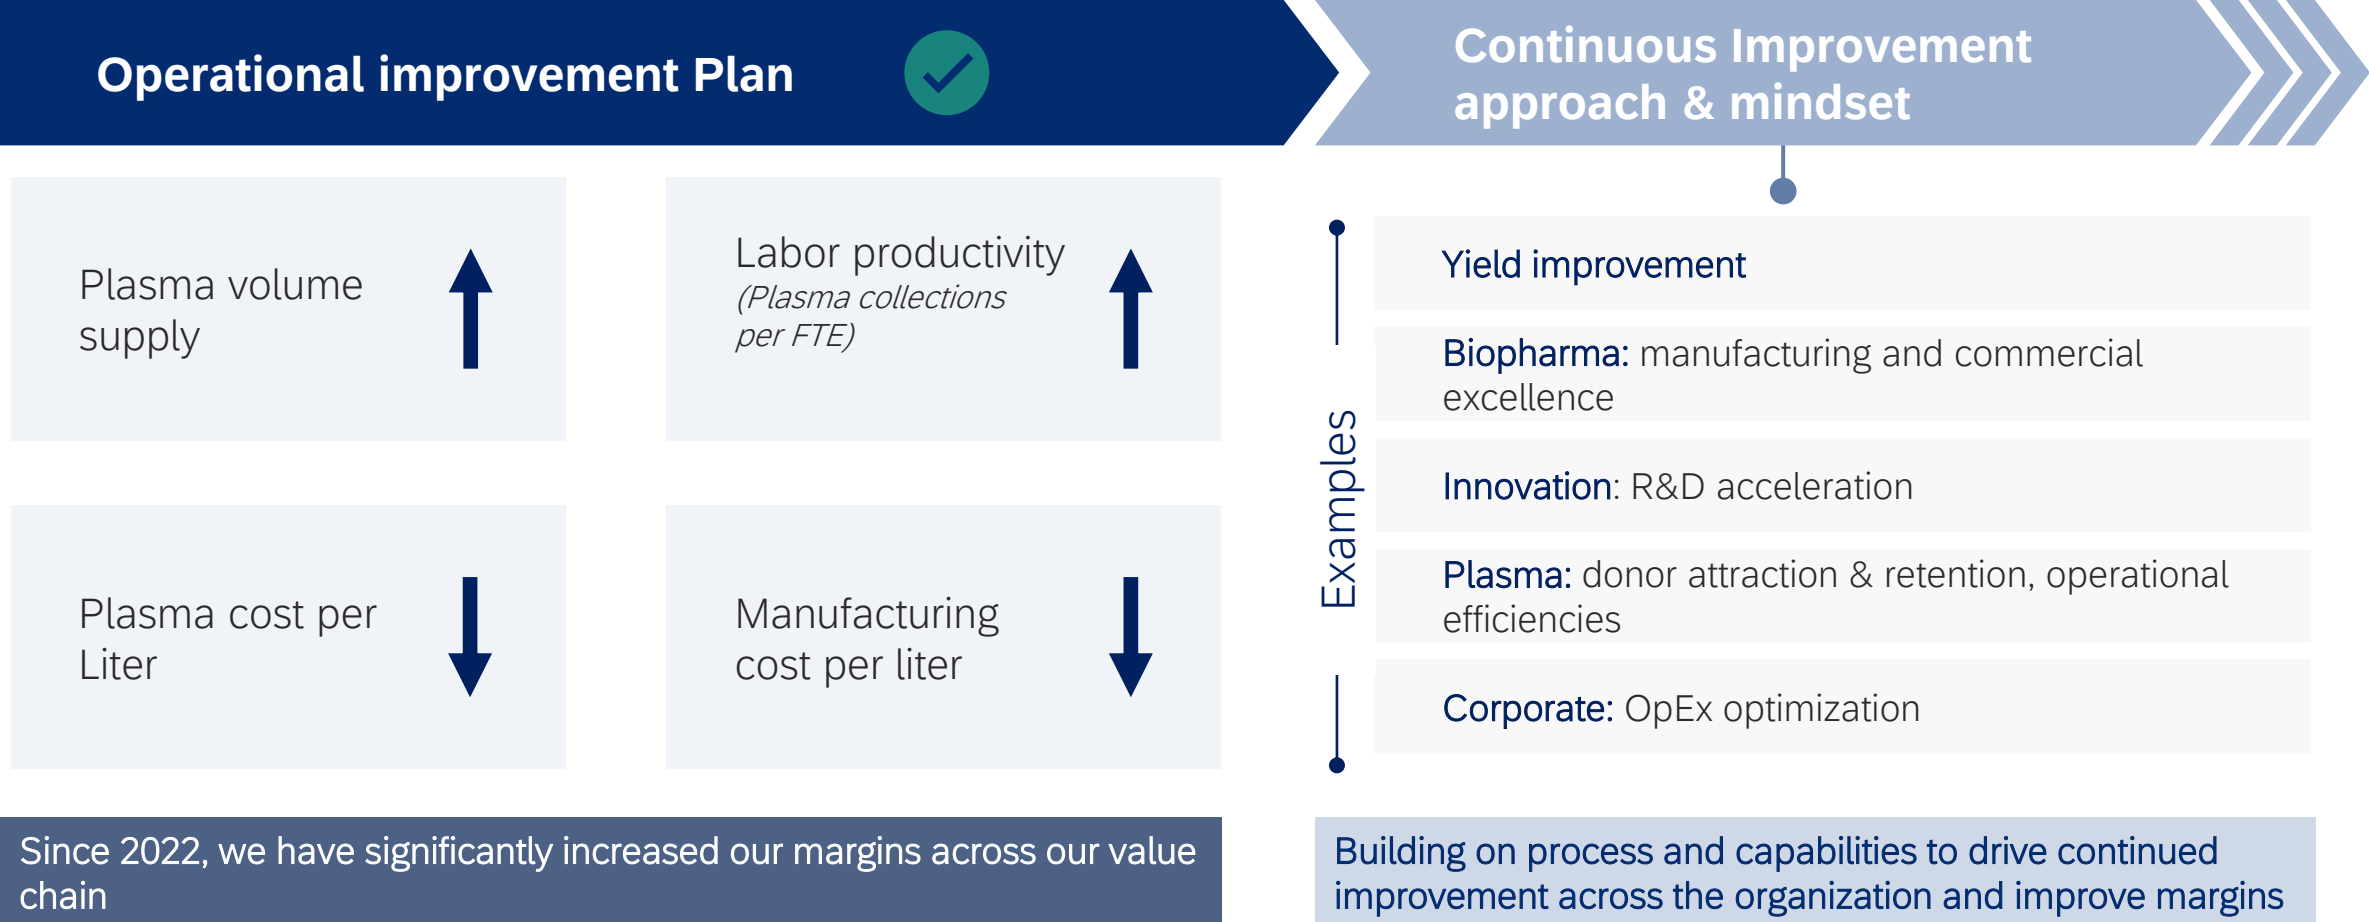 Operational improvement Plan
Continuous Improvement
approach & mindset
Plasma volume
supply
Labor productivity
(Plasma collections
per FTE)
Plasma cost per
Liter
Manufacturing
cost per liter
Since 2022, we have significantly increased our margins across our value
chain
Examples
Yield improvement
Biopharma: manufacturing and commercial
excellence
Innovation: R&D acceleration
Plasma: donor attraction & retention, operational
efficiencies
Corporate: OpEx optimization
Building on process and capabilities to drive continued
improvement across the organization and improve margins